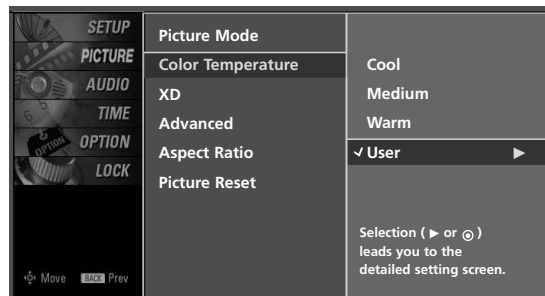 SETUP
PICTURE
AUDIO
TIME
OPTION
LOCK
Move BACK Prev
Picture Mode
Color Temperature
XD
Advanced
Aspect Ratio
Picture Reset
Cool
Medium
Warm
✓ User ▶
Selection ( ▶ or ◉ )
leads you to the
detailed setting screen.